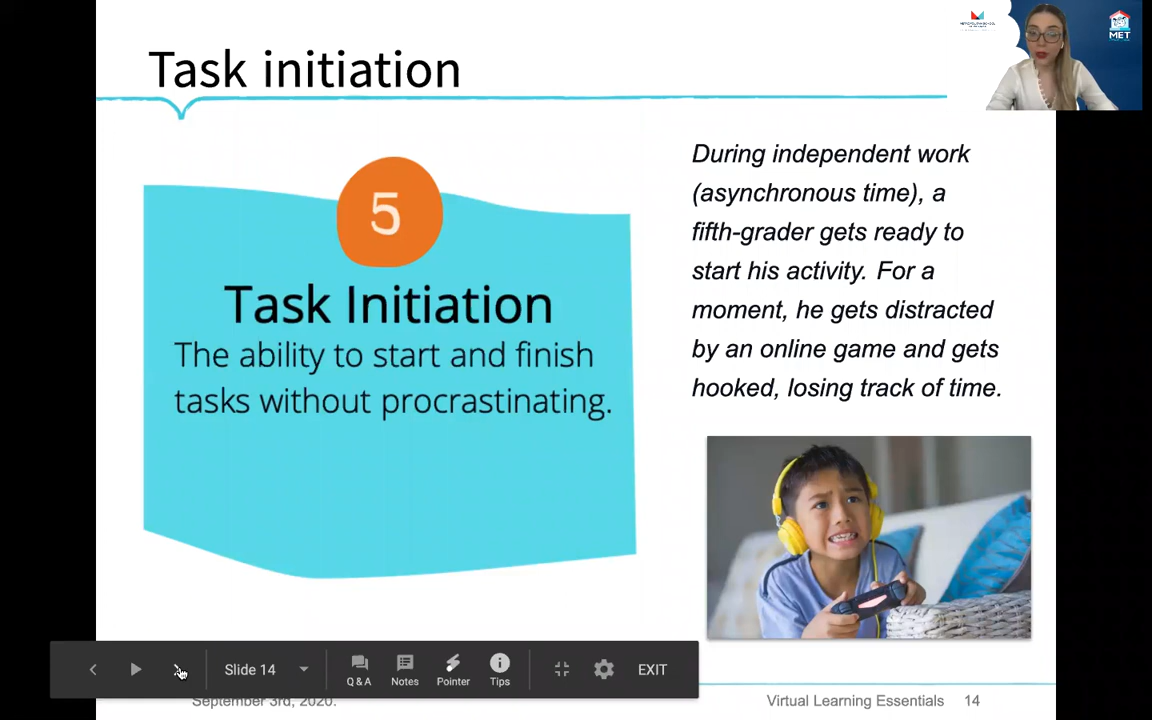 Task initiation
MET
5
Task Initiation
The ability to start and finish
tasks without procrastinating.
During independent work
(asynchronous time), a
fifth-grader gets ready to
start his activity. For a
moment, he gets distracted
by an online game and gets
hooked, losing track of time.
Slide 14
Q & A
Notes
Pointer
Tips
EXIT
September 3rd, 2020.
Virtual Learning Essentials 14